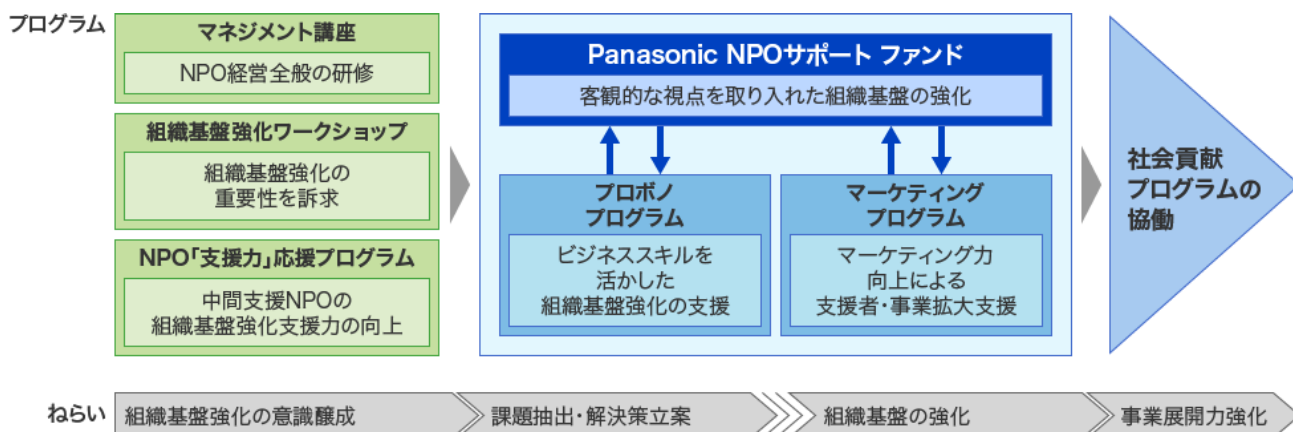 プログラム
マネジメント講座
NPO経営全般の研修
組織基盤強化ワークショップ
組織基盤強化の
重要性を訴求
NPO「支援力」応援プログラム
中間支援NPOの
組織基盤強化支援力の向上
Panasonic NPOサポート ファンド
客観的な視点を取り入れた組織基盤の強化
プロボノ
プログラム
ビジネススキルを
活かした
組織基盤強化の支援
マーケティング
プログラム
マーケティング力
向上による
支援者・事業拡大支援
社会貢献
プログラムの
協働
ねらい
組織基盤強化の意識醸成
課題抽出・解決策立案
組織基盤の強化
事業展開力強化